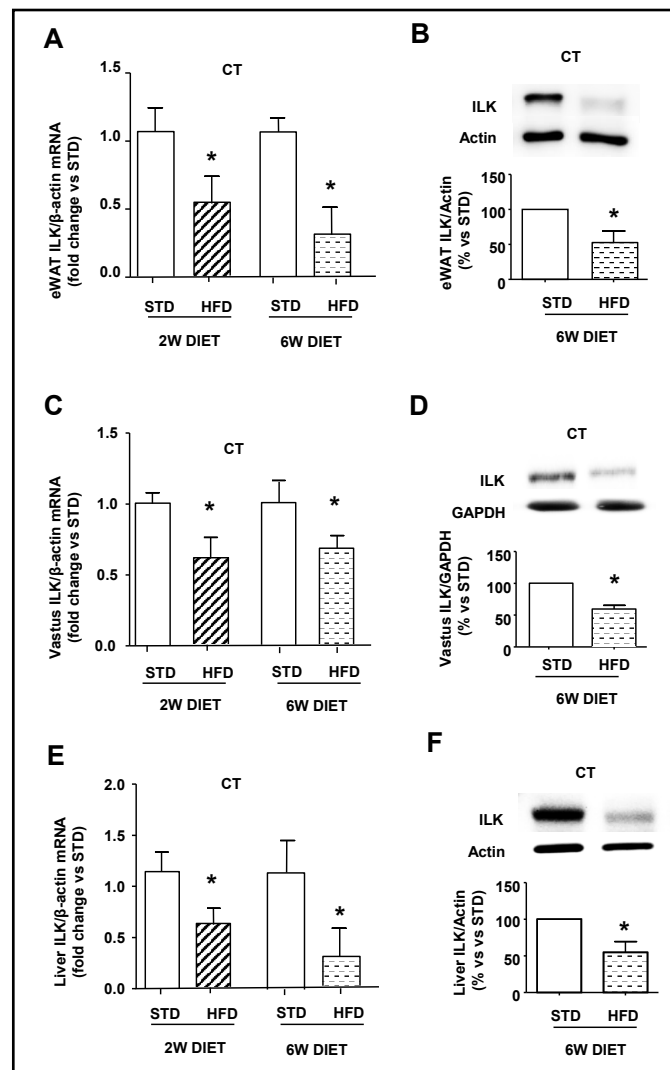 A
CT
eWAT ILK/β-actin mRNA
(fold change vs STD)
1.5
1.0
0.5
0.0
STD HFD STD HFD
2W DIET 6W DIET
B
CT
ILK
Actin
eWAT ILK/Actin
(% vs STD)
150
100
50
0
*
*
*
STD HFD
6W DIET
C
CT
Vastus ILK/β-actin mRNA
(fold change vs STD)
1.5
1.0
0.5
0.0
*
*
STD HFD STD HFD
2W DIET 6W DIET
D
CT
ILK
GAPDH
Vastus ILK/GAPDH
(% vs STD)
150
100
50
0
*
STD HFD
6W DIET
E
CT
Liver ILK/β-actin mRNA
(fold change vs STD)
2.0
1.5
1.0
0.5
0.0
*
*
STD HFD STD HFD
2W DIET 6W DIET
F
CT
ILK
Actin
Liver ILK/Actin
(% vs vs STD)
150
100
50
0
*
STD HFD
6W DIET